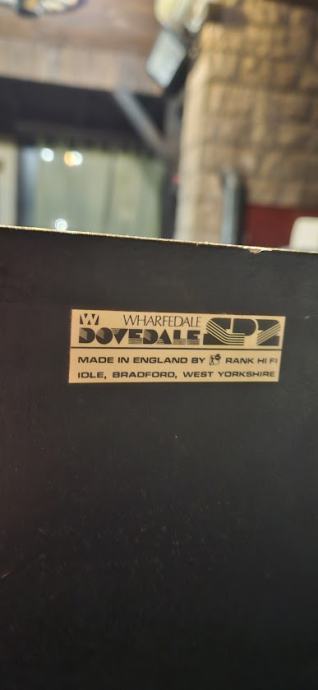 W WHARFEDALE
DOVEDALE SP2
MADE IN ENGLAND BY RANK HI FI
IDLE, BRADFORD, WEST YORKSHIRE